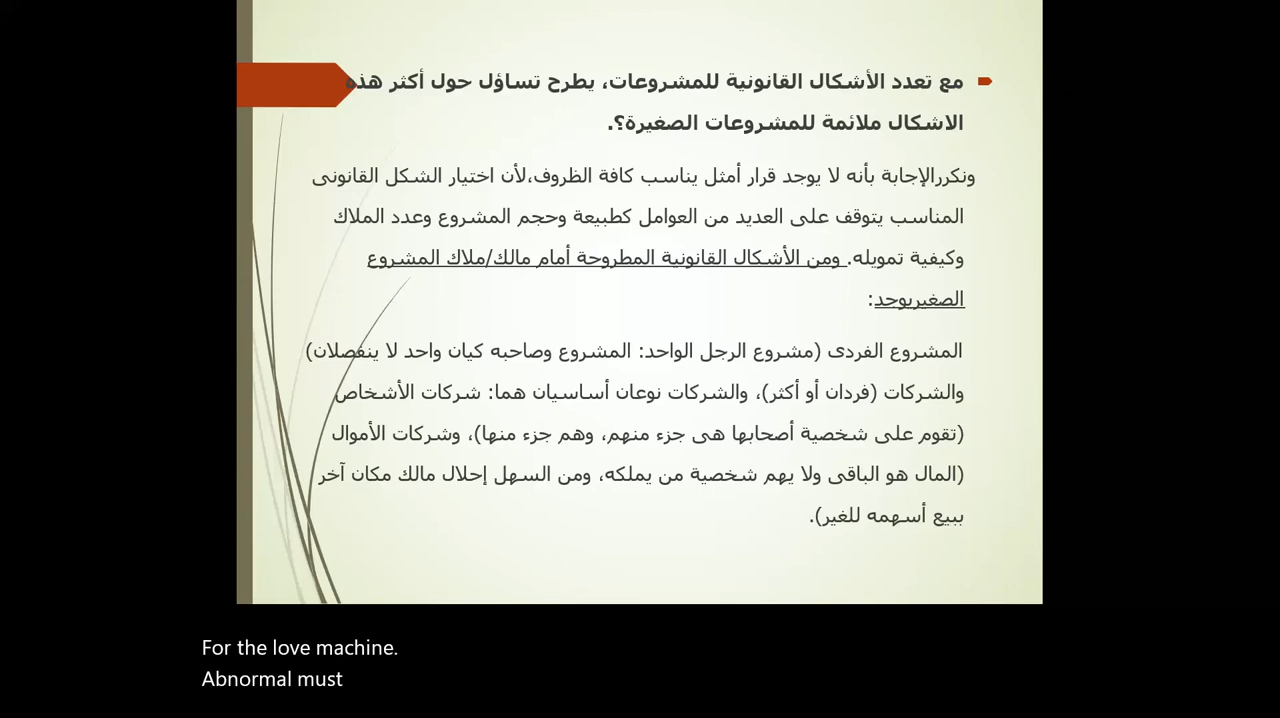 مع تعدد الأشكال القانونية للمشروعات، يطرح تساؤل حول أكثر هذه
الاشكال ملائمة للمشروعات الصغيرة؟.
ونكررالإجابة بأنه لا يوجد قرار أمثل يناسب كافة الظروف،لأن اختيار الشكل القانونى
المناسب يتوقف على العديد من العوامل كطبيعة وحجم المشروع وعدد الملاك
وكيفية تمويله. ومن الأشكال القانونية المطروحة أمام مالك/ملاك المشروع
الصغيريوجد:
المشروع الفردى (مشروع الرجل الواحد: المشروع وصاحبه كيان واحد لا ينفصلان)
والشركات (فردان أو أكثر)، والشركات نوعان أساسيان هما: شركات الأشخاص
(تقوم على شخصية أصحابها هى جزء منهم، وهم جزء منها)، وشركات الأموال
(المال هو الباقى ولا يهم شخصية من يملكه، ومن السهل إحلال مالك مكان آخر
ببيع أسهمه للغير).
For the love machine.
Abnormal must